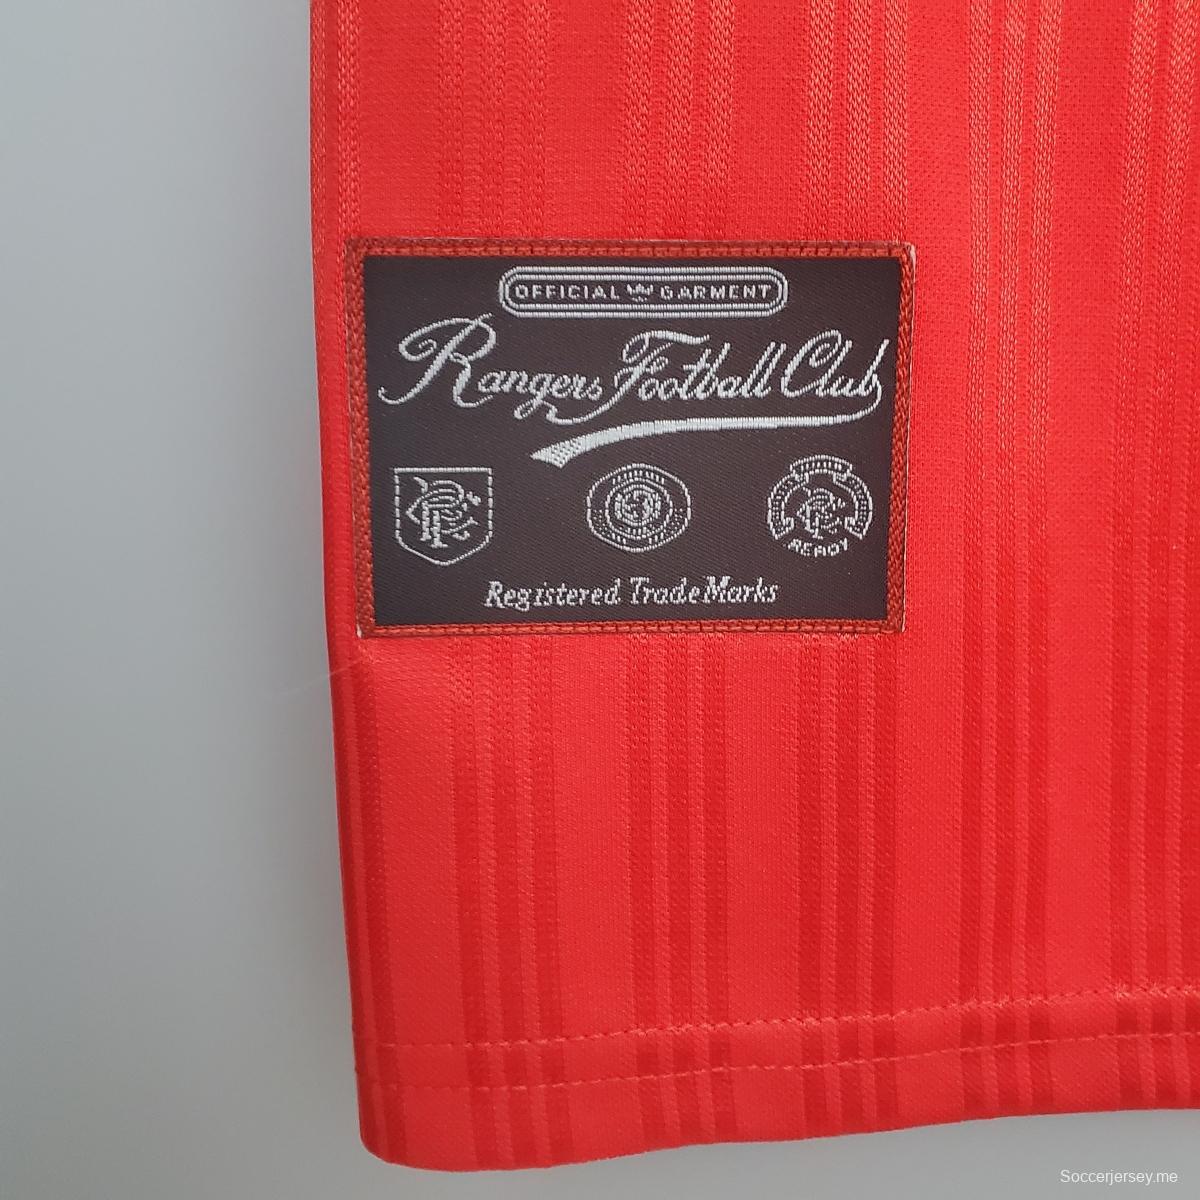 OFFICIAL GARMENT
Rangers Football Club
READY
Registered Trade Marks
Soccerjersey.me